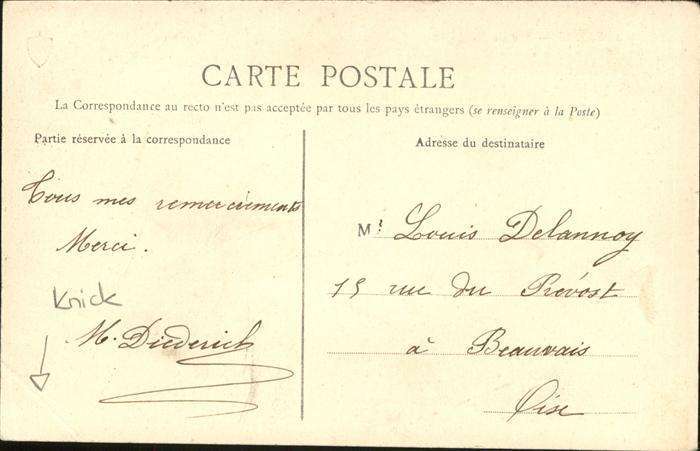 CARTE POSTALE
La Correspondance au recto n'est pas acceptée par tous les pays étrangers (se renseigner à la Poste)
Partie réservée à la correspondance
Tous mes remerciements
Merci.
Knick
M. Diederich
Adresse du destinataire
Mr Louis Delannoy
15 rue du Prévost
à Beauvais
Oise